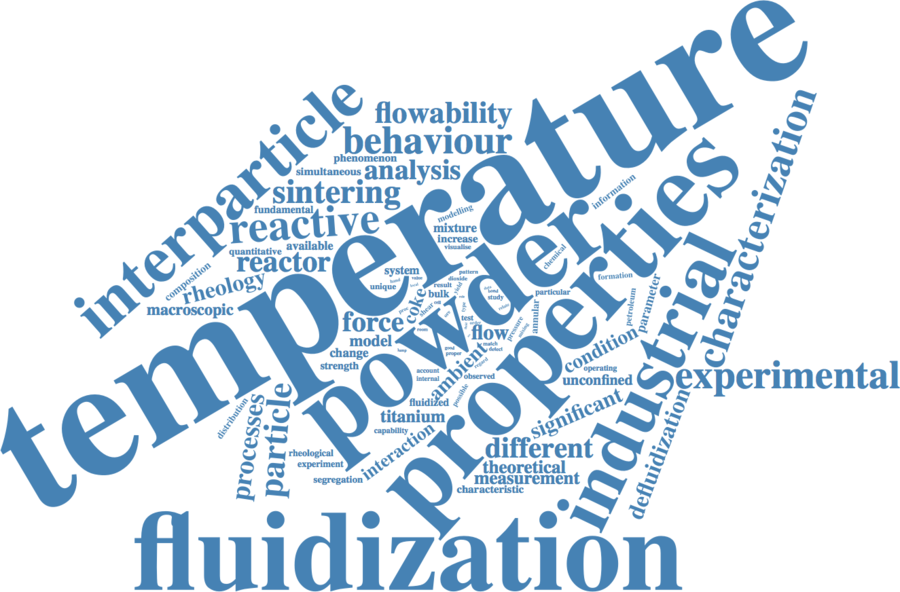 temperature
interparticle
flowability
behaviour
phenomenon
simultaneous
analysis
sintering
fundamental
reactive
available
quantitative
reactor
composition
rheology
macroscopic
characterization
properties
powder
information
modelling
mixture
increase
visualise
chemical
system
unique
pattern
dioxide
result
bulk
coke
study
particular
formation
petroleum
parameter
annular
pressure
force
model
change
strength
test
flow
match
detect
condition
operating
unconfined
experimental
industrial
ambient
account
internal
observed
possible
fluidized
titanium
capability
significant
defluidization
distribution
processes
particle
rheological
experiment
segregation
interaction
different
theoretical
measurement
characteristic
fluidization